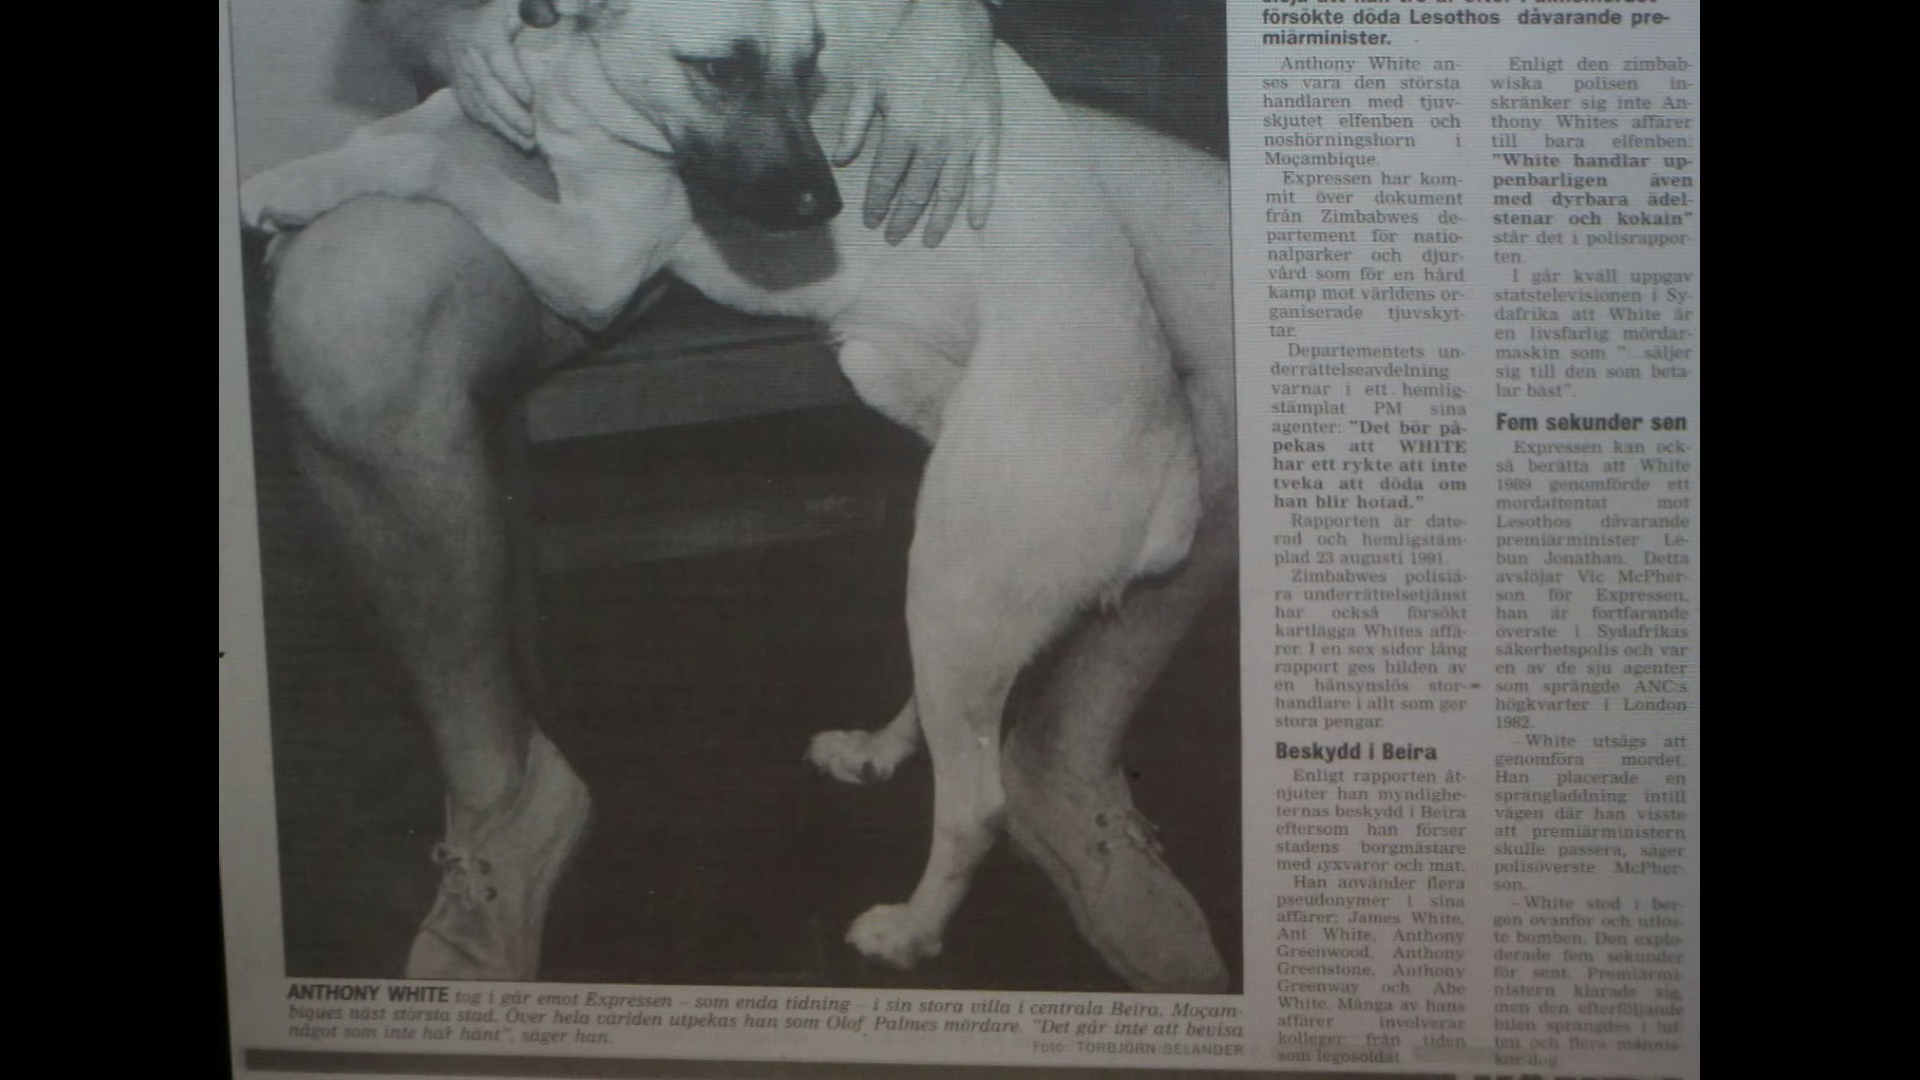 försökte döda Lesothos dåvarande pre-
miärminister.
Anthony White an-
ses vara den största
handlaren med tjuv-
skjutet elfenben och
noshörningshorn i
Moçambique.
Expressen har kom-
mit över dokument
från Zimbabwes de-
partement för natio-
nalparker och djur-
vård som för en hård
kamp mot världens or-
ganiserade tjuvskyt-
tar.
Departementets un-
derrättelseavdelning
varnar i ett hemlig-
stämplat PM sina
agenter: "Det bör på-
pekas att WHITE
har ett rykte att inte
tveka att döda om
han blir hotad."
Rapporten är date-
rad och hemligstäm-
plad 23 augusti 1991.
Zimbabwes polisiä-
ra underrättelsetjänst
har också försökt
kartlägga Whites affä-
rer. I en sex sidor lång
rapport ges bilden av
en hänsynslös stor-
handlare i allt som ger
stora pengar.
Beskydd i Beira
Enligt rapporten åt-
njuter han myndighe-
ternas beskydd i Beira
eftersom han förser
stadens borgmästare
med lyxvaror och mat.
Han använder flera
pseudonymer i sina
affärer: James White,
Ant White, Anthony
Greenwood, Anthony
Greenstone, Anthony
Greenway och Abe
White. Många av hans
affärer involverar
kolleger från tiden
som legosoldat.
Enligt den zimbab-
wiska polisen in-
skränker sig inte An-
thony Whites affärer
till bara elfenben:
"White handlar up-
penbarligen även
med dyrbara ädel-
stenar och kokain"
står det i polisrappor-
ten.
I går kväll uppgav
statstelevisionen i Sy-
dafrika att White är
en livsfarlig mördar-
maskin som "...säljer
sig till den som beta-
lar bäst".
Fem sekunder sen
Expressen kan ock-
så berätta att White
1989 genomförde ett
mordattentat mot
Lesothos dåvarande
premiärminister Le-
bun Jonathan. Detta
avslöjar Vic McPher-
son för Expressen,
han är fortfarande
överste i Sydafrikas
säkerhetspolis och var
en av de sju agenter
som sprängde ANC:s
högkvarter i London
1982.
– White utsågs att
genomföra mordet.
Han placerade en
sprängladdning intill
vägen där han visste
att premiärministern
skulle passera, säger
polisöverste McPher-
son.
– White stod i ber-
gen ovanför och utlös-
te bomben. Den explo-
derade fem sekunder
för sent. Premiärmi-
nistern klarade sig,
men den efterföljande
bilen sprängdes i luf-
ten och flera männis-
kor dog.
ANTHONY WHITE tog i går emot Expressen – som enda tidning – i sin stora villa i centrala Beira, Moçam-
biques näst största stad. Över hela världen utpekas han som Olof Palmes mördare. "Det går inte att bevisa
något som inte har hänt", säger han.
Foto: TORBJÖRN SELANDER